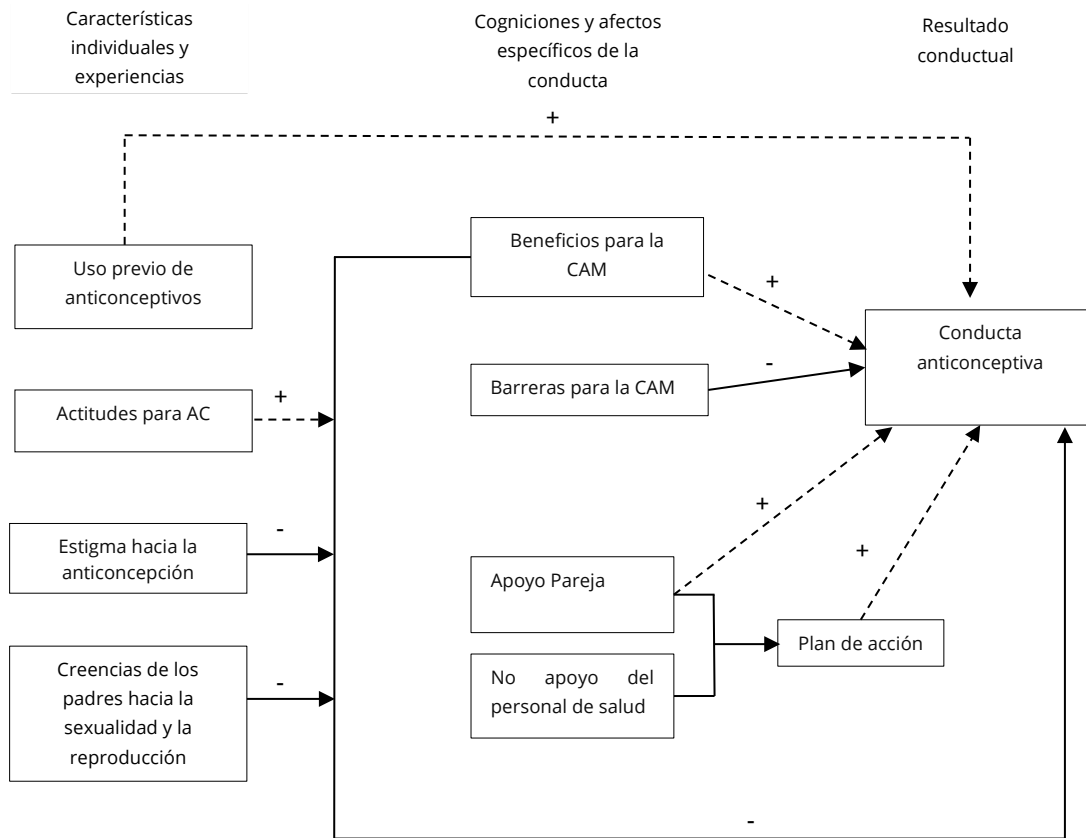 Características
individuales y
experiencias
Cogniciones y afectos
específicos de la
conducta
Resultado
conductual
+
Uso previo de
anticonceptivos
Beneficios para la
CAM
+
Conducta
anticonceptiva
Barreras para la CAM
-
Actitudes para AC
+
Estigma hacia la
anticoncepción
-
Apoyo Pareja
+
+
Plan de acción
No apoyo del
personal de salud
Creencias de los
padres hacia la
sexualidad y la
reproducción
-
-